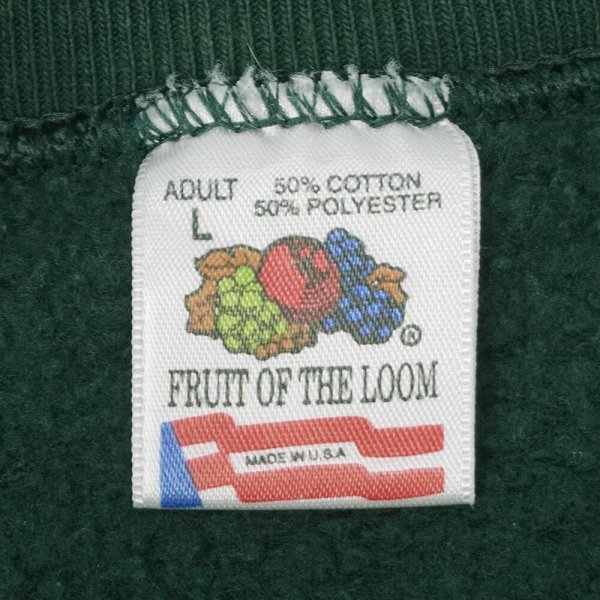 ADULT 50% COTTON
L 50% POLYESTER
®
FRUIT OF THE LOOM
MADE IN U.S.A